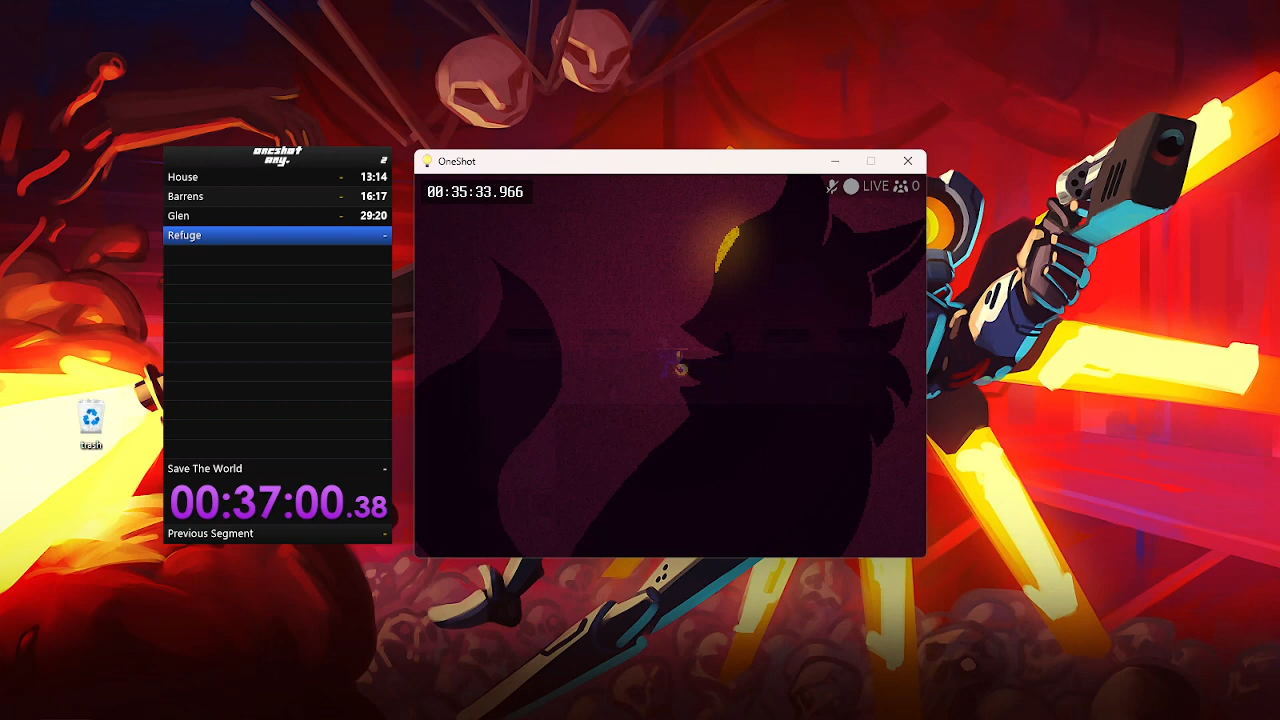 oneshot
any.
2
House - 13:14
Barrens - 16:17
Glen - 29:20
Refuge -
Save The World -
00:37:00.38
Previous Segment -
OneShot
00:35:33.966
LIVE 0
trash